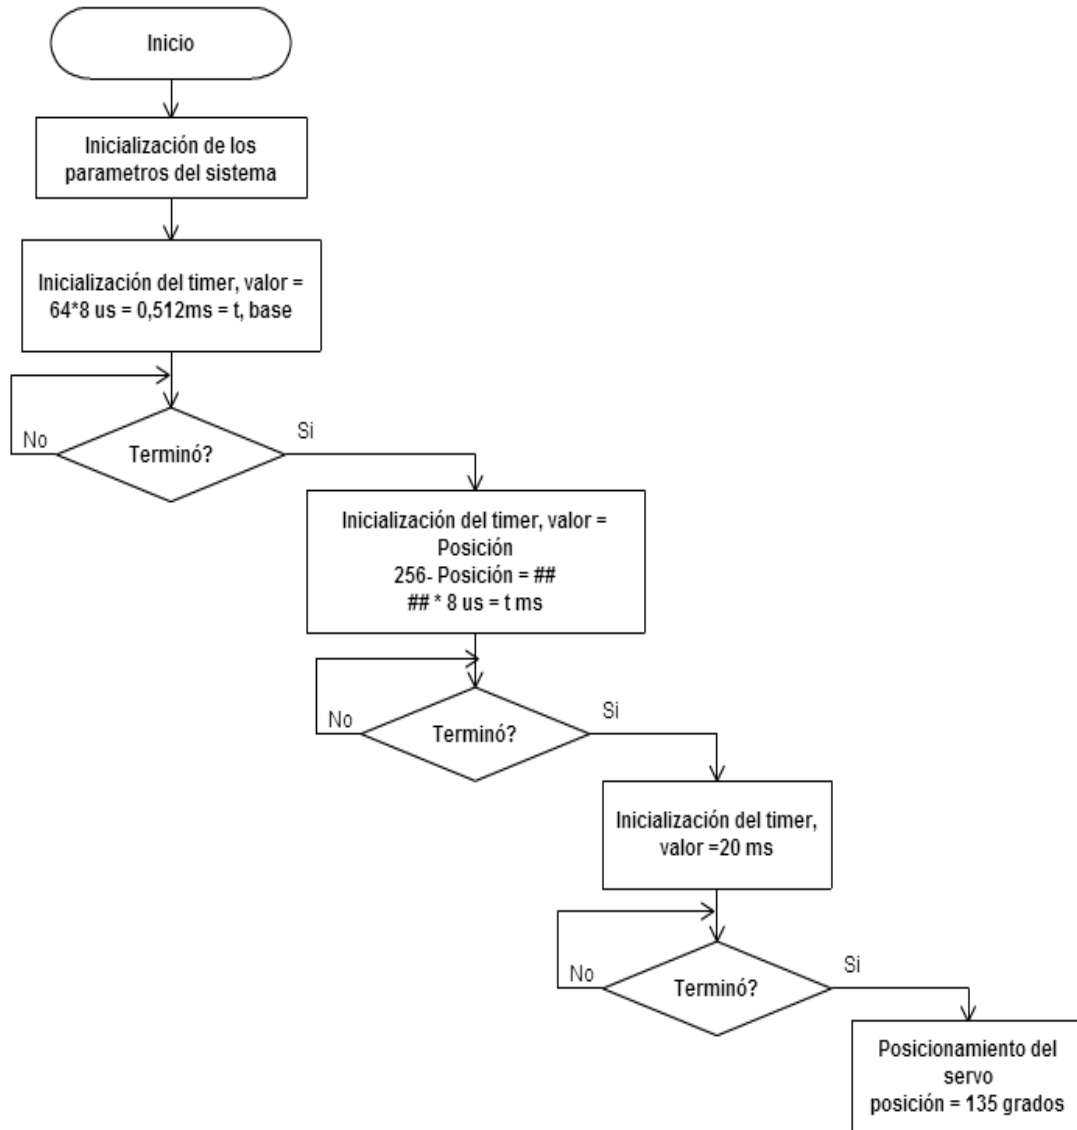 Inicio
Inicialización de los
parametros del sistema
Inicialización del timer, valor =
64*8 us = 0,512ms = t, base
No
Terminó?
Si
Inicialización del timer, valor =
Posición
256- Posición = ##
## * 8 us = t ms
No
Terminó?
Si
Inicialización del timer,
valor =20 ms
No
Terminó?
Si
Posicionamiento del
servo
posición = 135 grados